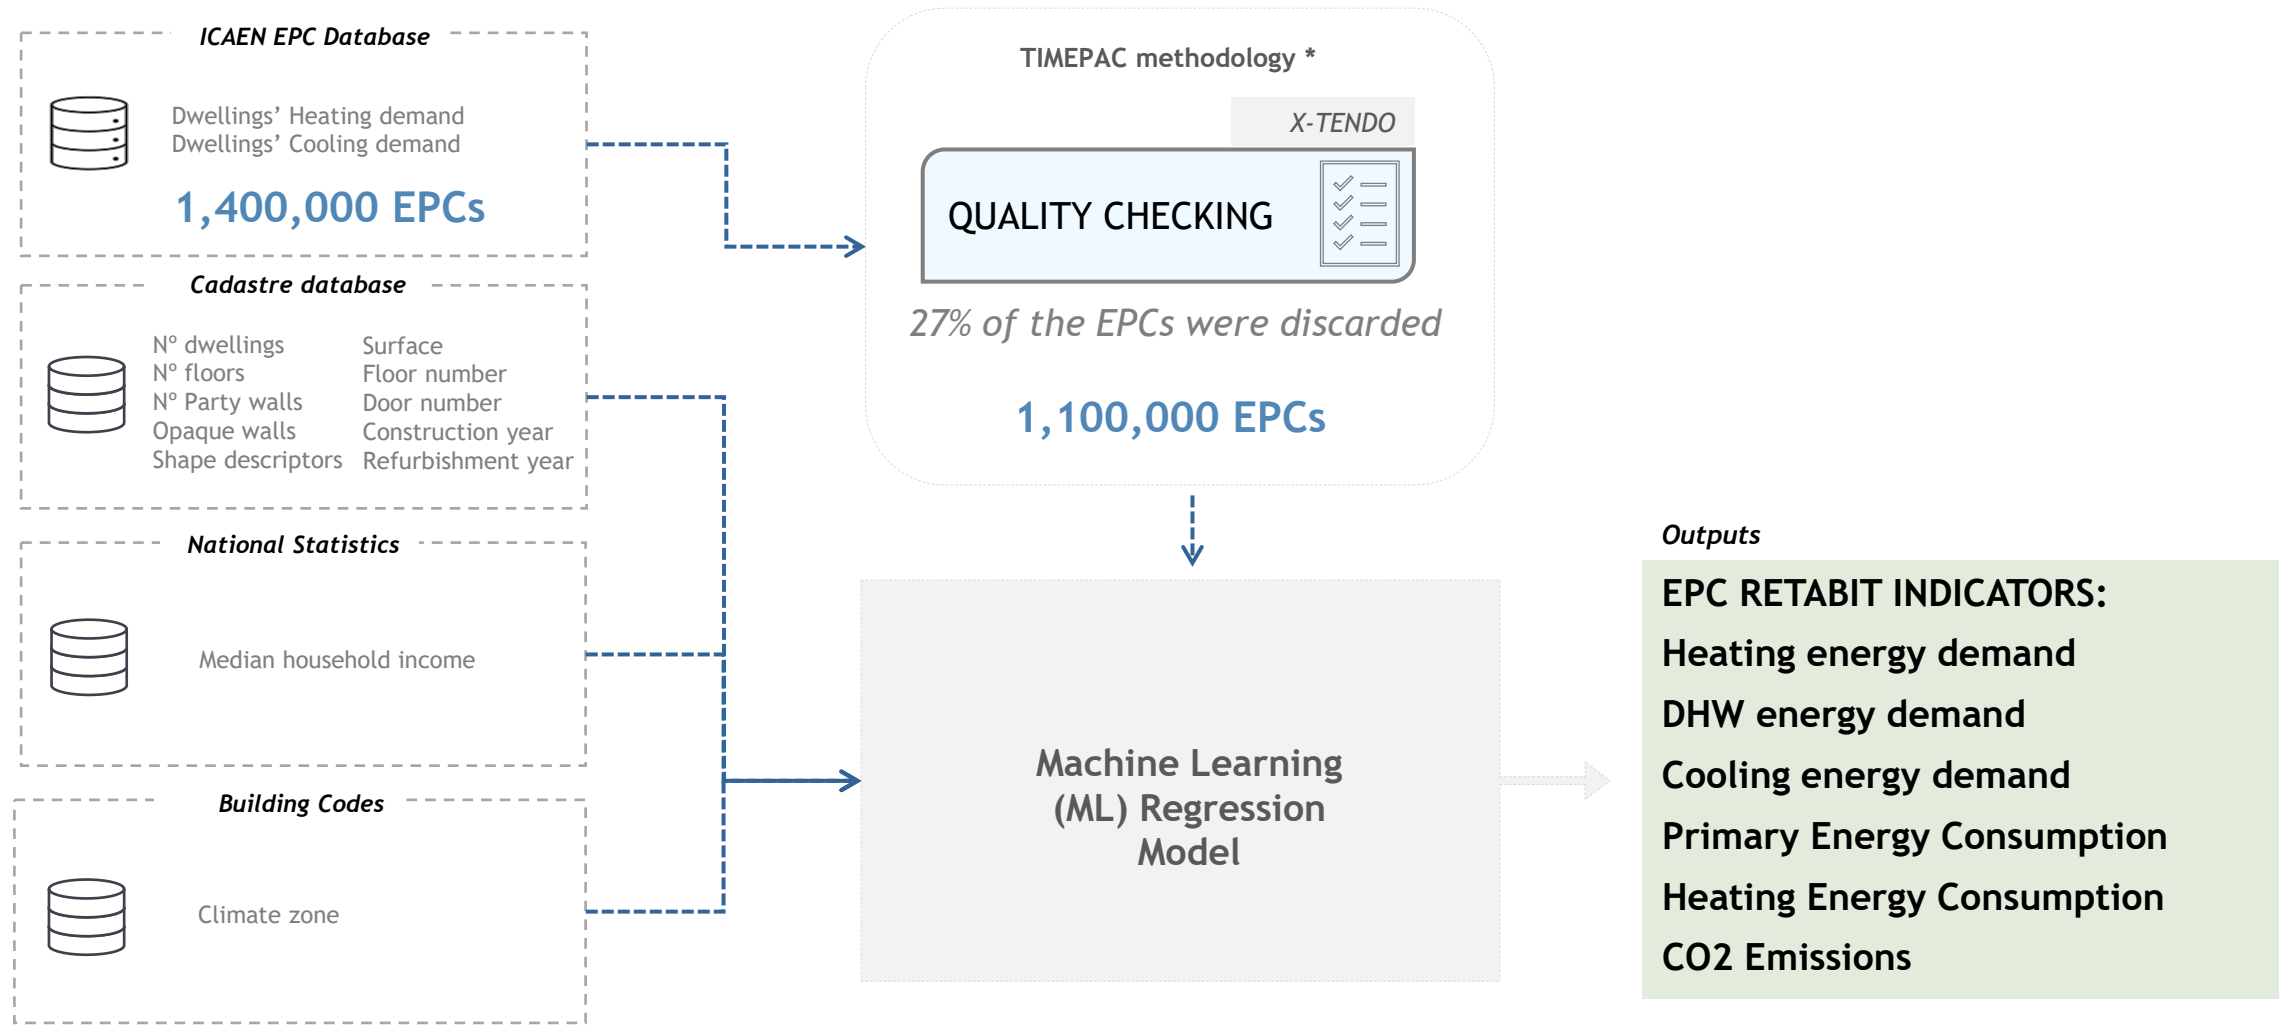 ICAEN EPC Database
Dwellings’ Heating demand
Dwellings’ Cooling demand
1,400,000 EPCs
Cadastre database
Nº dwellings
Nº floors
Nº Party walls
Opaque walls
Shape descriptors
Surface
Floor number
Door number
Construction year
Refurbishment year
National Statistics
Median household income
Building Codes
Climate zone
TIMEPAC methodology *
X-TENDO
QUALITY CHECKING
27% of the EPCs were discarded
1,100,000 EPCs
Machine Learning
(ML) Regression
Model
Outputs
EPC RETABIT INDICATORS:
Heating energy demand
DHW energy demand
Cooling energy demand
Primary Energy Consumption
Heating Energy Consumption
CO2 Emissions